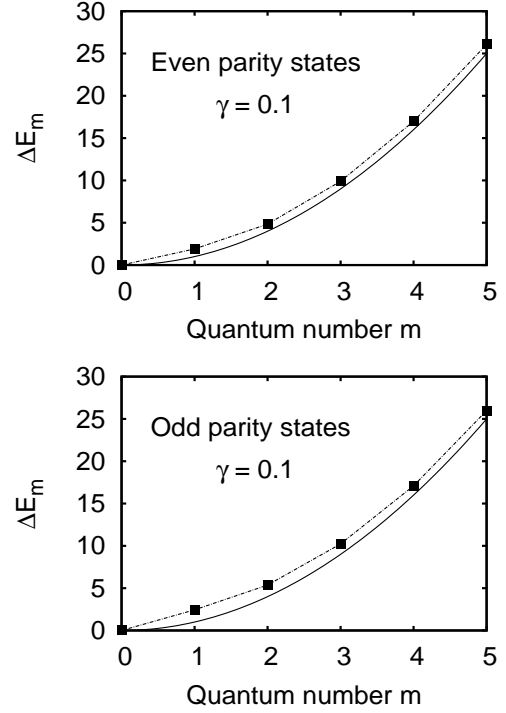 30
25
20
15
10
5
0
ΔE_m
Even parity states
γ = 0.1
0 1 2 3 4 5
Quantum number m
30
25
20
15
10
5
0
ΔE_m
Odd parity states
γ = 0.1
0 1 2 3 4 5
Quantum number m